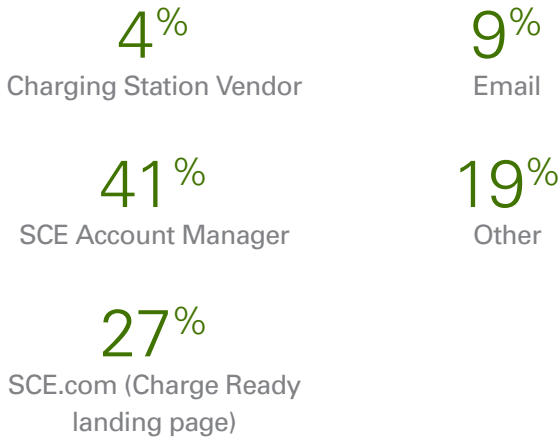 4%
Charging Station Vendor
9%
Email
41%
SCE Account Manager
19%
Other
27%
SCE.com (Charge Ready
landing page)